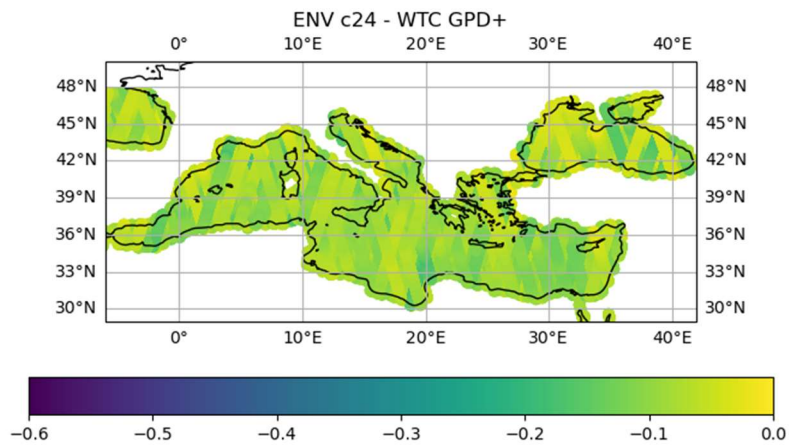 ENV c24 - WTC GPD+
0° 10°E 20°E 30°E 40°E
48°N 48°N
45°N 45°N
42°N 42°N
39°N 39°N
36°N 36°N
33°N 33°N
30°N 30°N
0° 10°E 20°E 30°E 40°E
−0.6 −0.5 −0.4 −0.3 −0.2 −0.1 0.0